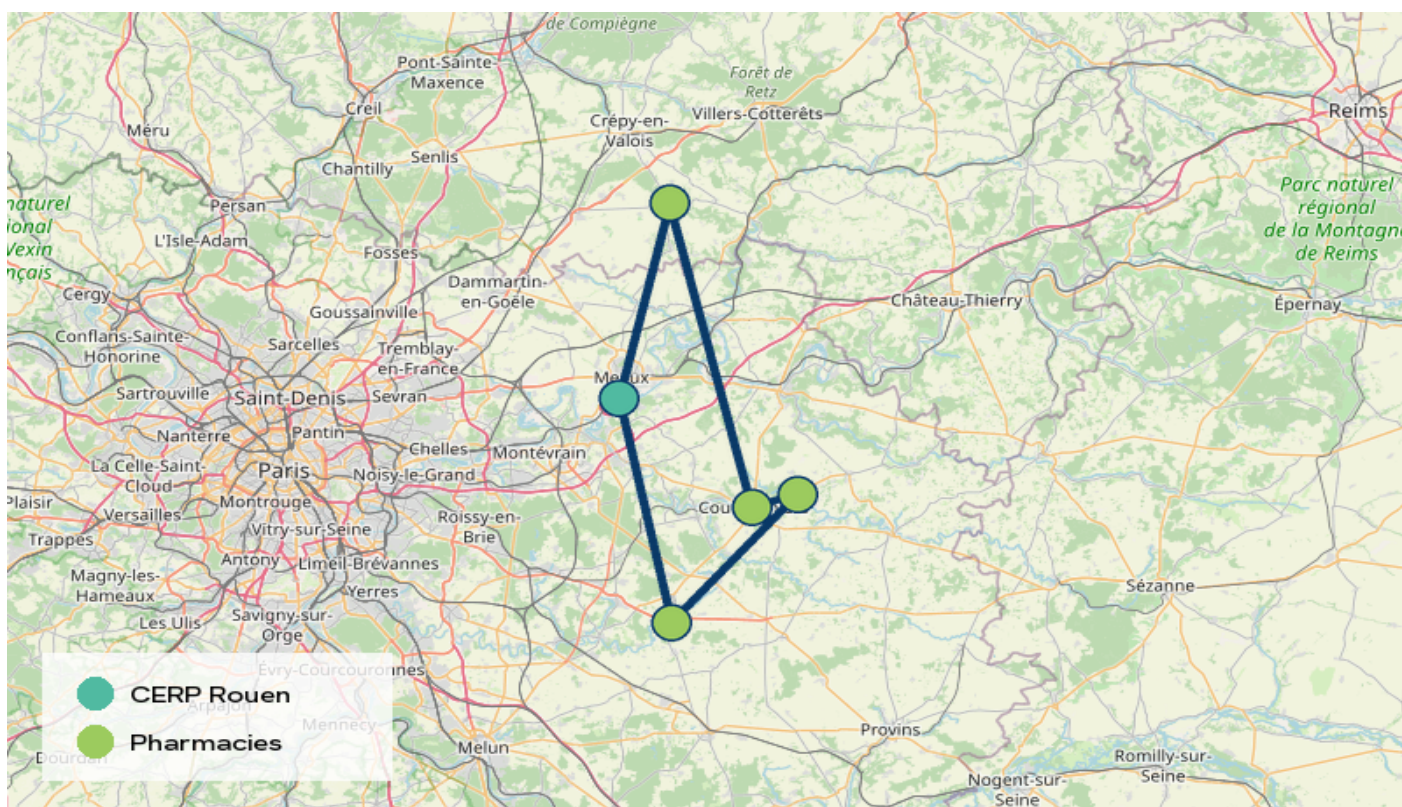 de Compiègne
Pont-Sainte-
Maxence
Forêt de
Retz
Creil
Crépy-en-
Valois
Villers-Cotterêts
Reims
Méru
Chantilly
Senlis
Parc naturel
régional
de la Montagne
de Reims
naturel
ional
Vexin
nçais
Persan
L'Isle-Adam
Fosses
Dammartin-
en-Goële
Cergy
Goussainville
Château-Thierry
Épernay
Conflans-Sainte-
Honorine
Sarcelles
Tremblay-
en-France
Sartrouville
Saint-Denis
Sevran
Nanterre
Pantin
Chelles
Montévrain
La Celle-Saint-
Cloud
Paris
Noisy-le-Grand
Plaisir
Versailles
Montrouge
Roissy-en-
Brie
Cou
Trappes
Vitry-sur-Seine
Antony
Limeil-Brévannes
Magny-les-
Hameaux
Yerres
Sézanne
Les Ulis
Savigny-sur-
Orge
Évry-Courcouronnes
CERP Rouen
Arpajon
Mennecy
Pharmacies
Dourdan
Melun
Provins
Romilly-sur-
Seine
Nogent-sur-
Seine